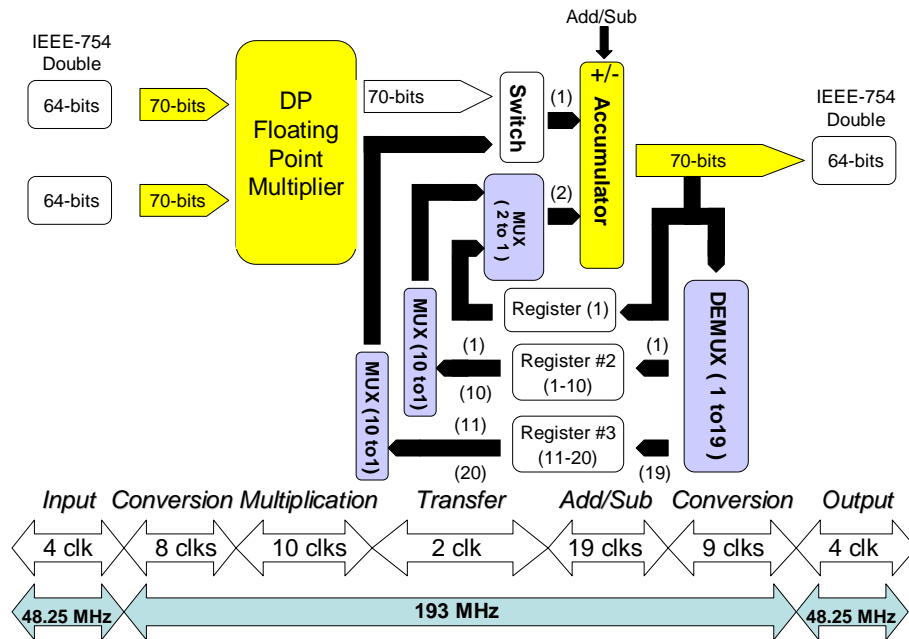 Add/Sub
IEEE-754
Double
64-bits
70-bits
64-bits
70-bits
DP
Floating
Point
Multiplier
70-bits
Switch
(1)
+/-
Accumulator
MUX
( 2 to 1 )
(2)
70-bits
IEEE-754
Double
64-bits
Register (1)
DEMUX ( 1 to19 )
MUX (10 to1)
(1)
(10)
Register #2
(1-10)
(1)
MUX (10 to1)
(11)
(20)
Register #3
(11-20)
(19)
Input Conversion Multiplication Transfer Add/Sub Conversion Output
4 clk 8 clks 10 clks 2 clk 19 clks 9 clks 4 clk
48.25 MHz 193 MHz 48.25 MHz